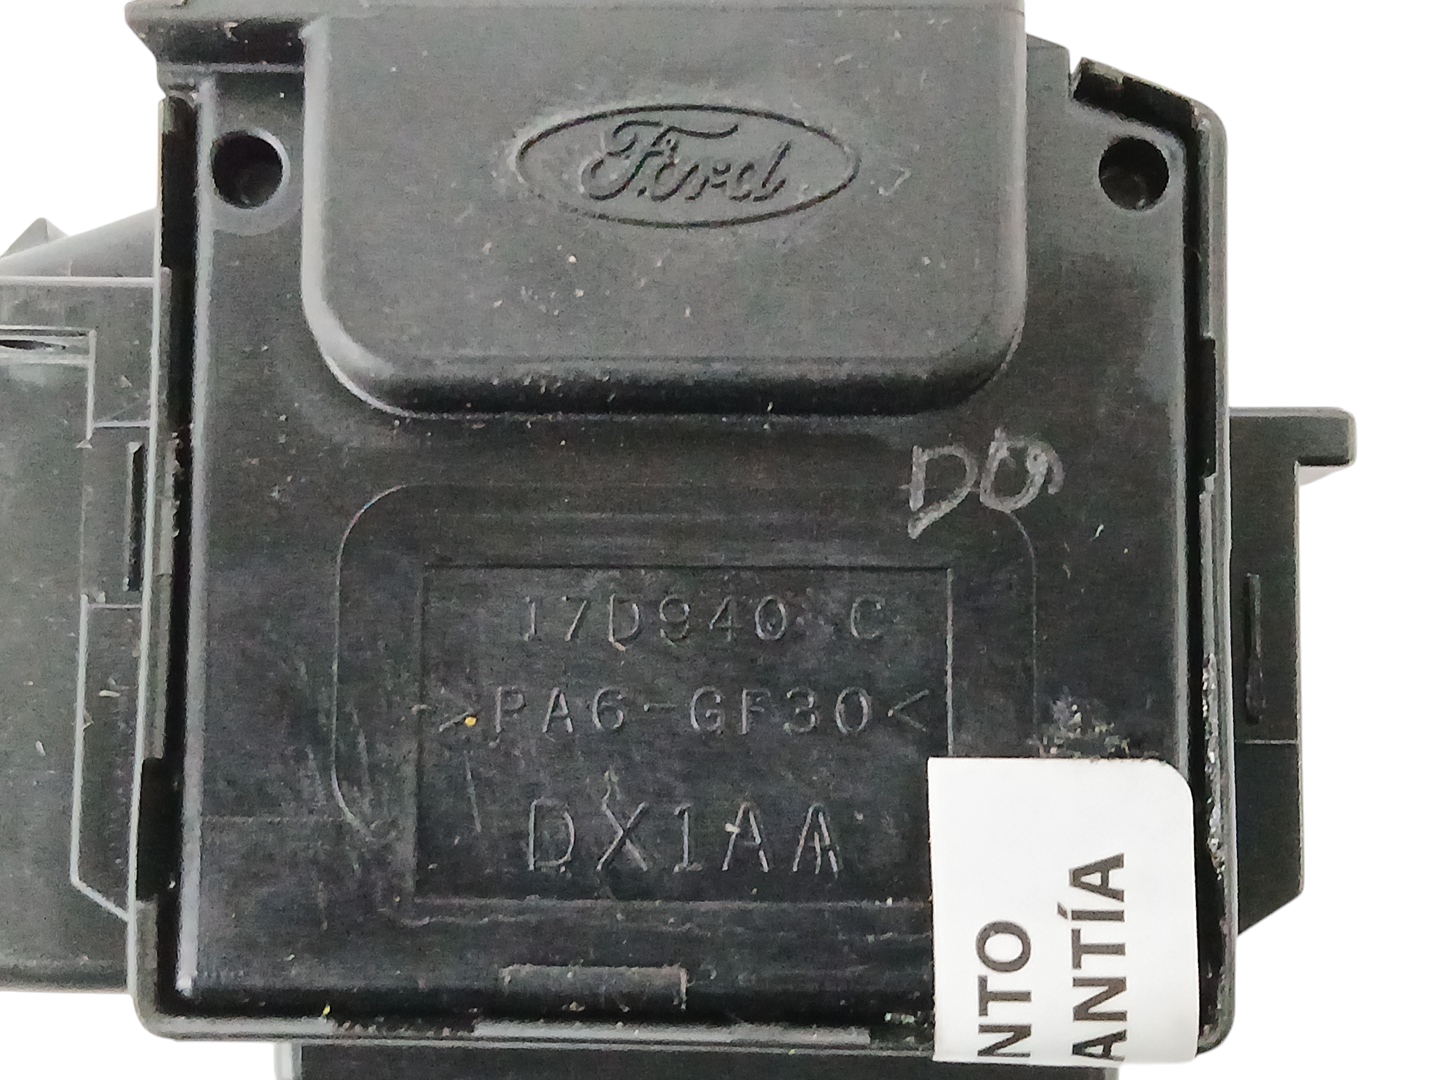 Ford
DO
17D940 C
>PA6-GF30<
DX1AA
NTO
ANTÍA